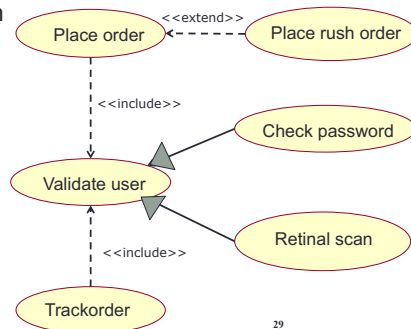 n
<<extend>>
Place order
Place rush order
<<include>>
Check password
Validate user
Retinal scan
<<include>>
Trackorder
29